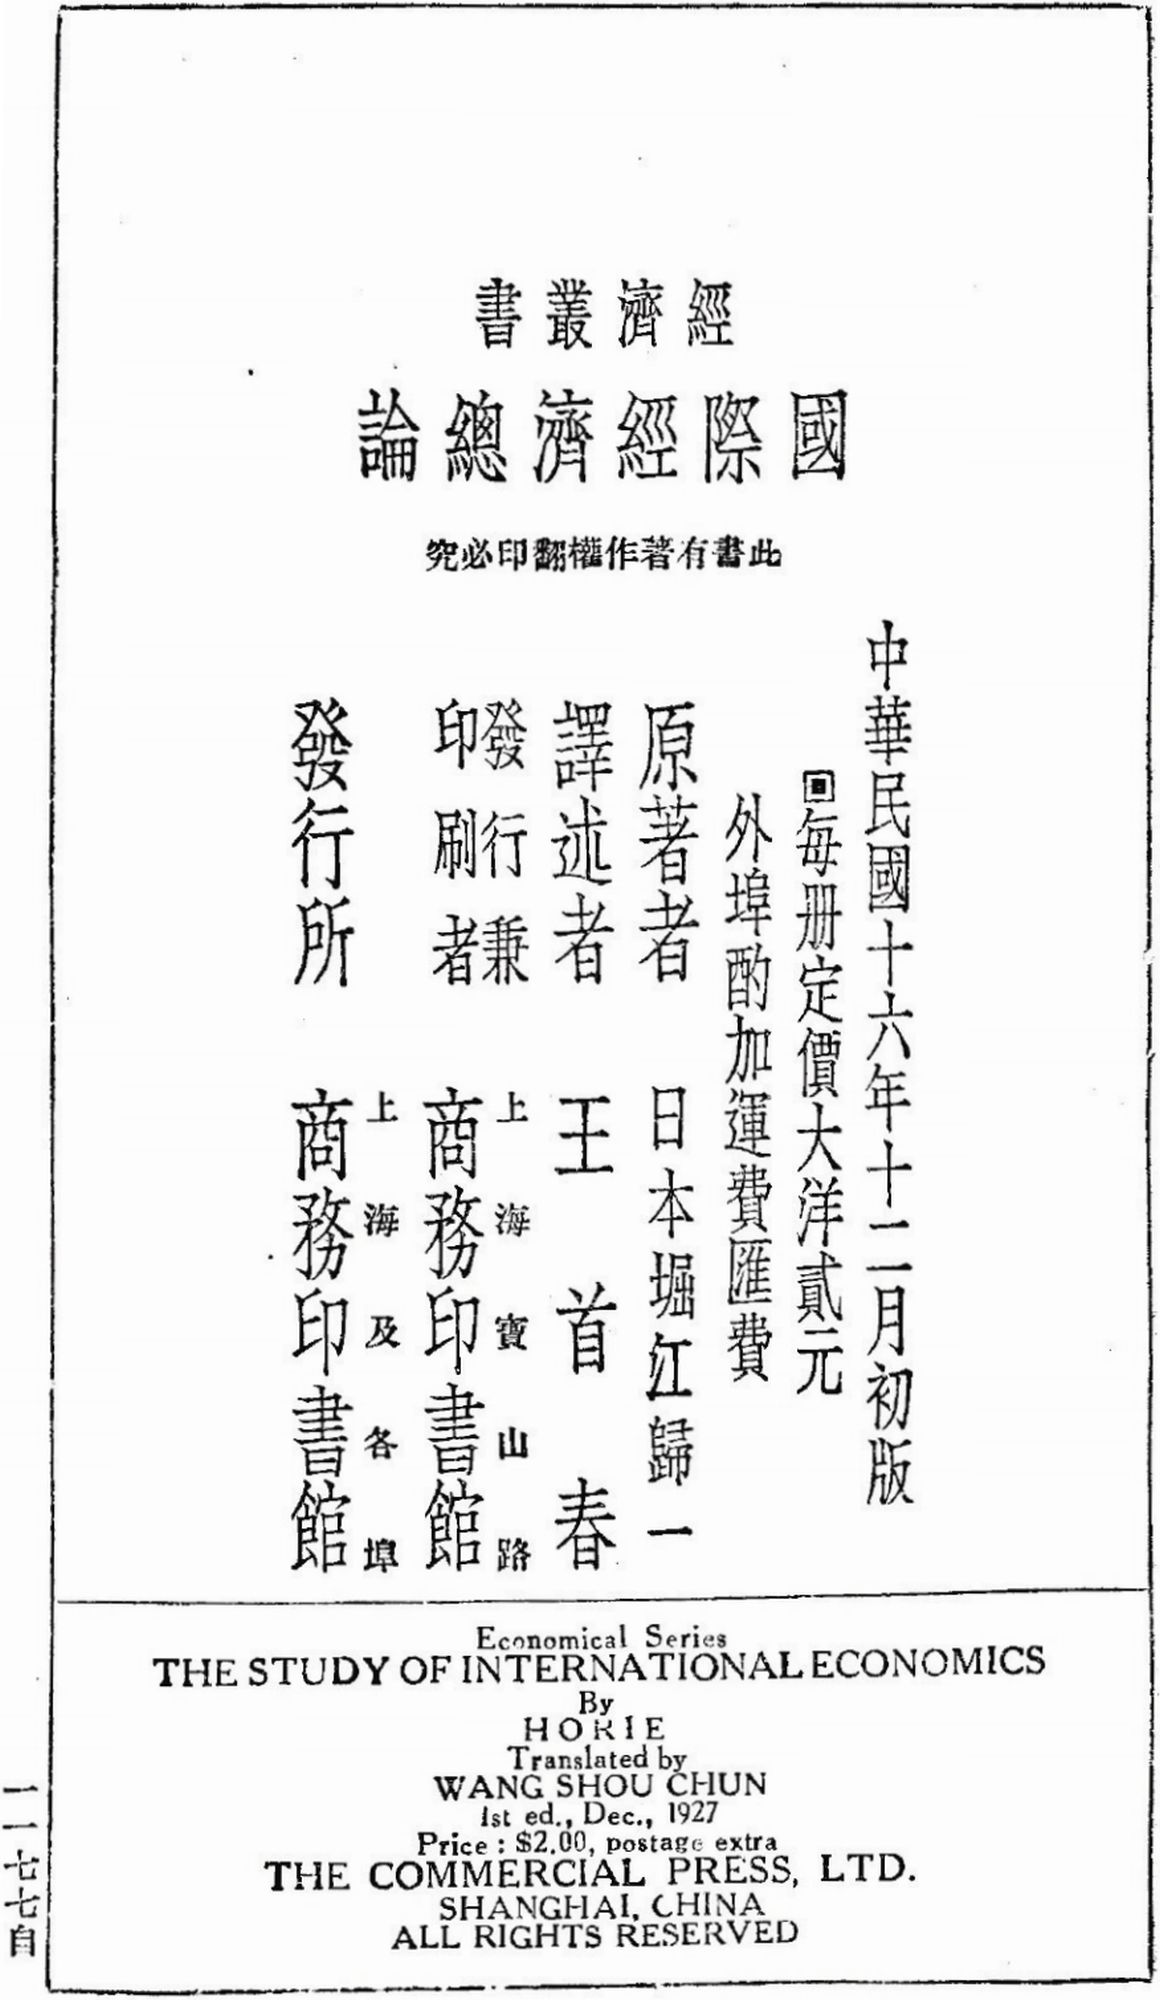 經濟叢書
國際經濟總論
此書有著作權翻印必究
中華民國十六年十二月初版
回每册定價大洋貳元
外埠酌加運費匯費
原著者 日本堀江歸一
譯述者 王首春
發行兼
印刷者
上海寶山路
商務印書館
上海及各埠
發行所 商務印書館
Economical Series
THE STUDY OF INTERNATIONAL ECONOMICS
By
HORIE
Translated by
WANG SHOU CHUN
1st ed., Dec., 1927
Price : $2.00, postage extra
THE COMMERCIAL PRESS, LTD.
SHANGHAI, CHINA
ALL RIGHTS RESERVED
一一七七自